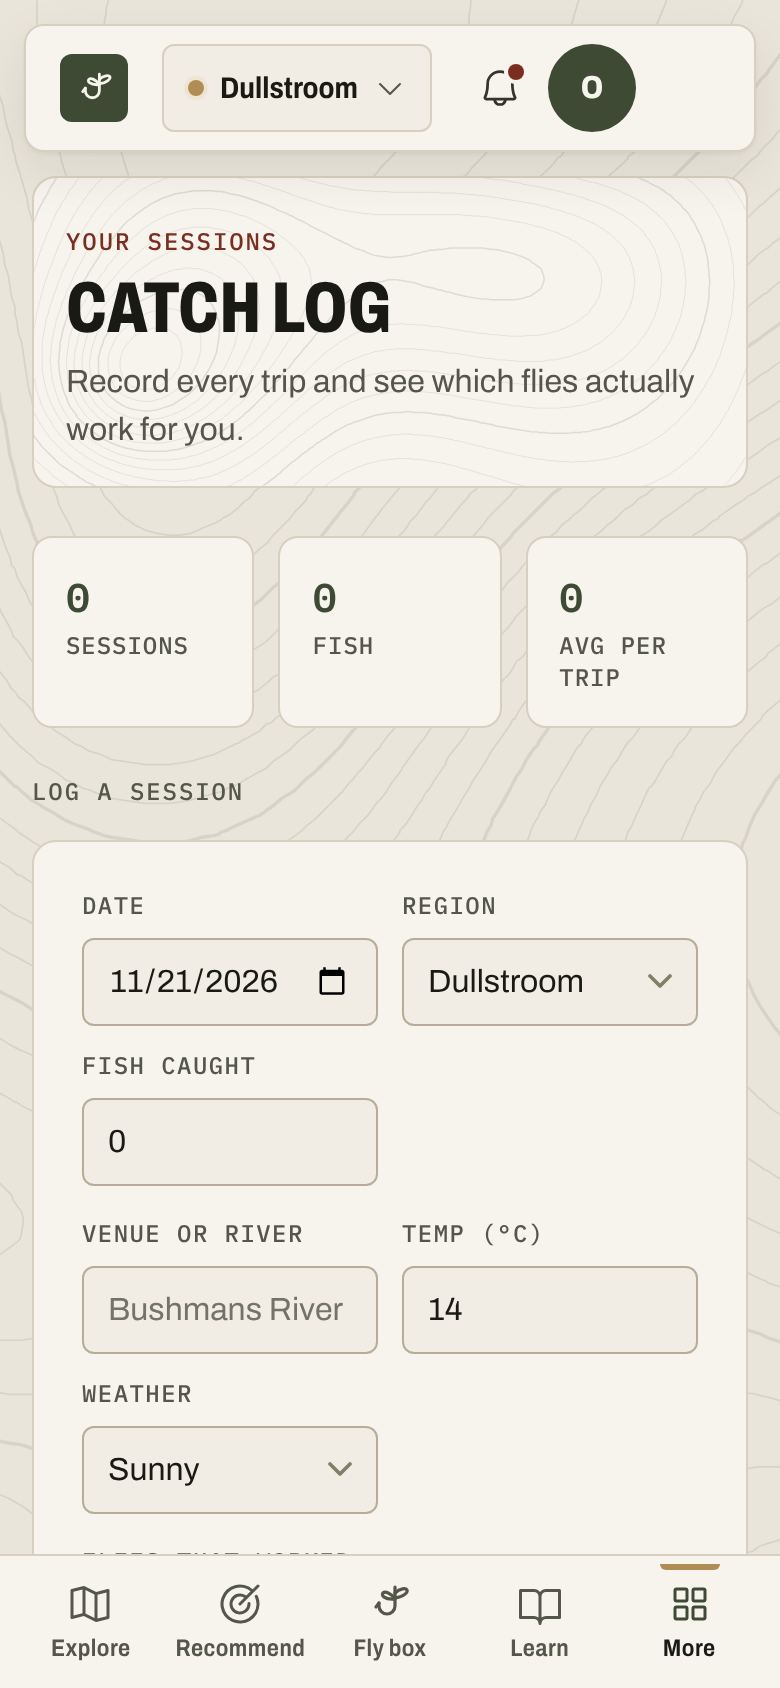 Dullstroom
O
YOUR SESSIONS
CATCH LOG
Record every trip and see which flies actually
work for you.
0
SESSIONS
0
FISH
0
AVG PER
TRIP
LOG A SESSION
DATE
REGION
11/21/2026
Dullstroom
FISH CAUGHT
0
VENUE OR RIVER
TEMP (°C)
Bushmans River
14
WEATHER
Sunny
Explore
Recommend
Fly box
Learn
More